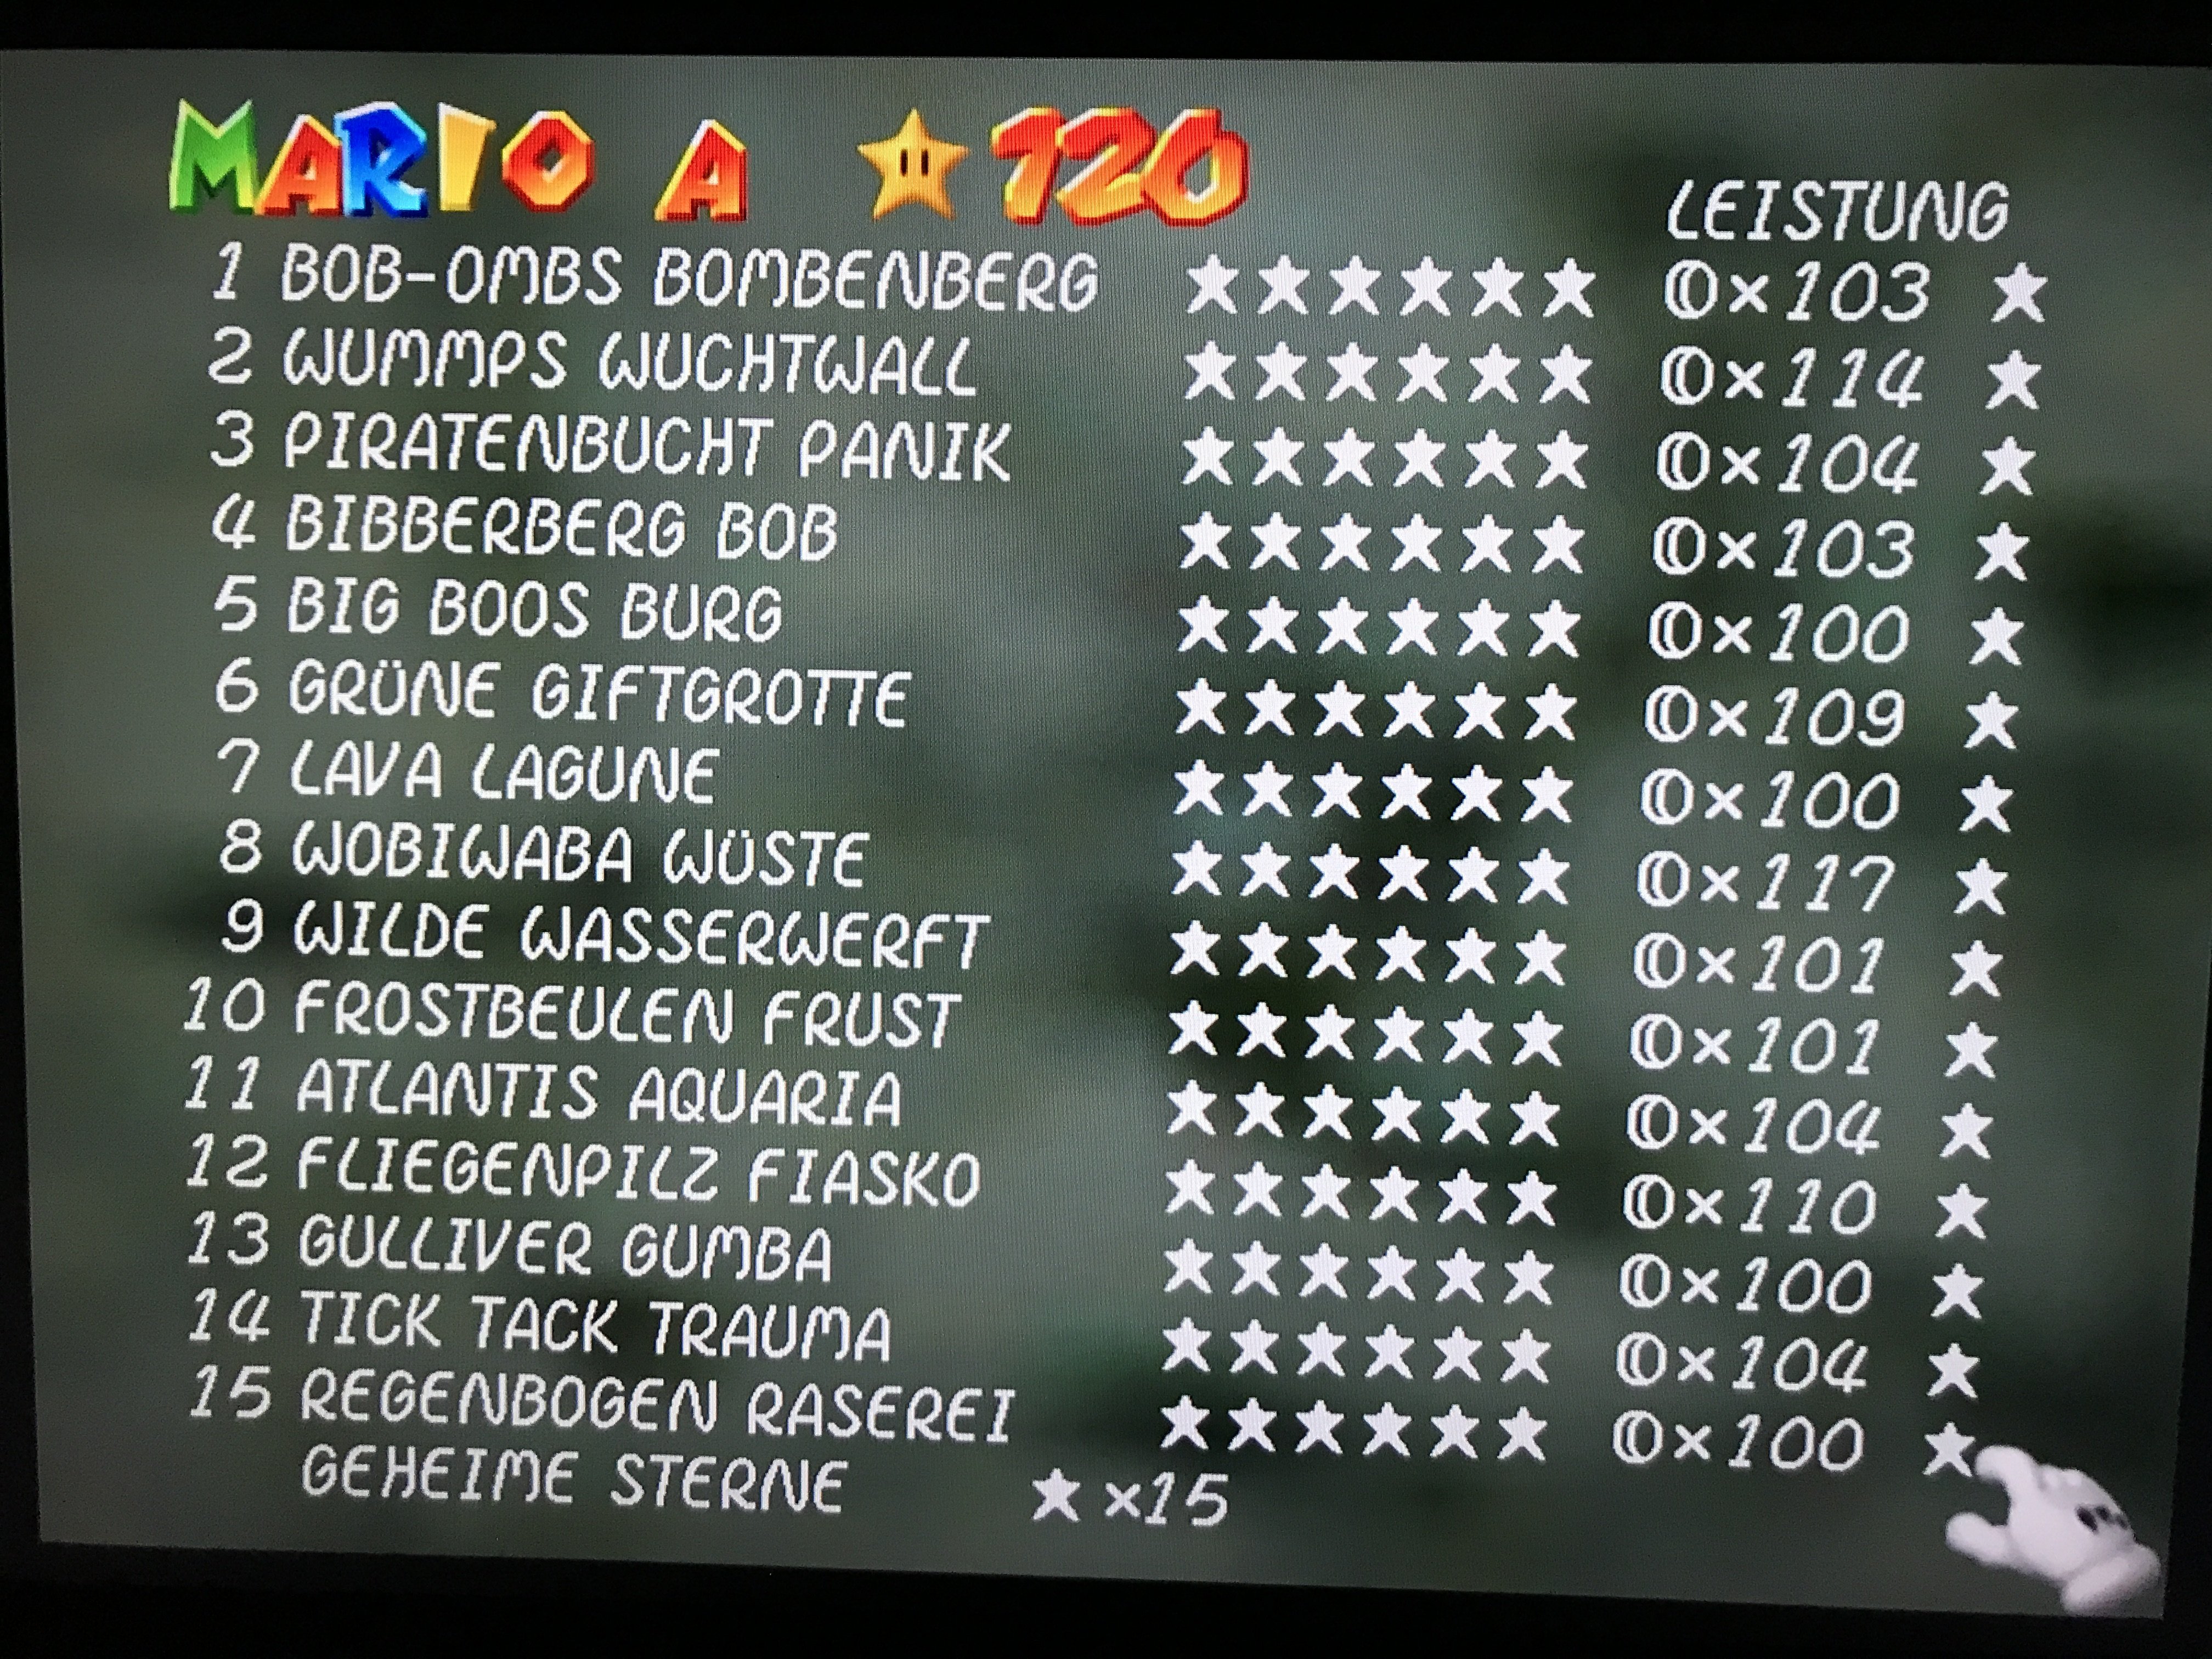 MARIO A 120
LEISTUNG
1 BOB-OMBS BOMBENBERG ★★★★★★ ×103 ★
2 WUMMPS WUCHTWALL ★★★★★★ ×114 ★
3 PIRATENBUCHT PANIK ★★★★★★ ×104 ★
4 BIBBERBERG BOB ★★★★★★ ×103 ★
5 BIG BOOS BURG ★★★★★★ ×100 ★
6 GRÜNE GIFTGROTTE ★★★★★★ ×109 ★
7 LAVA LAGUNE ★★★★★★ ×100 ★
8 WOBIWABA WÜSTE ★★★★★★ ×117 ★
9 WILDE WASSERWERFT ★★★★★★ ×101 ★
10 FROSTBEULEN FRUST ★★★★★★ ×101 ★
11 ATLANTIS AQUARIA ★★★★★★ ×104 ★
12 FLIEGENPILZ FIASKO ★★★★★★ ×110 ★
13 GULLIVER GUMBA ★★★★★★ ×100 ★
14 TICK TACK TRAUMA ★★★★★★ ×104 ★
15 REGENBOGEN RASEREI ★★★★★★ ×100 ★
GEHEIME STERNE ★ ×15